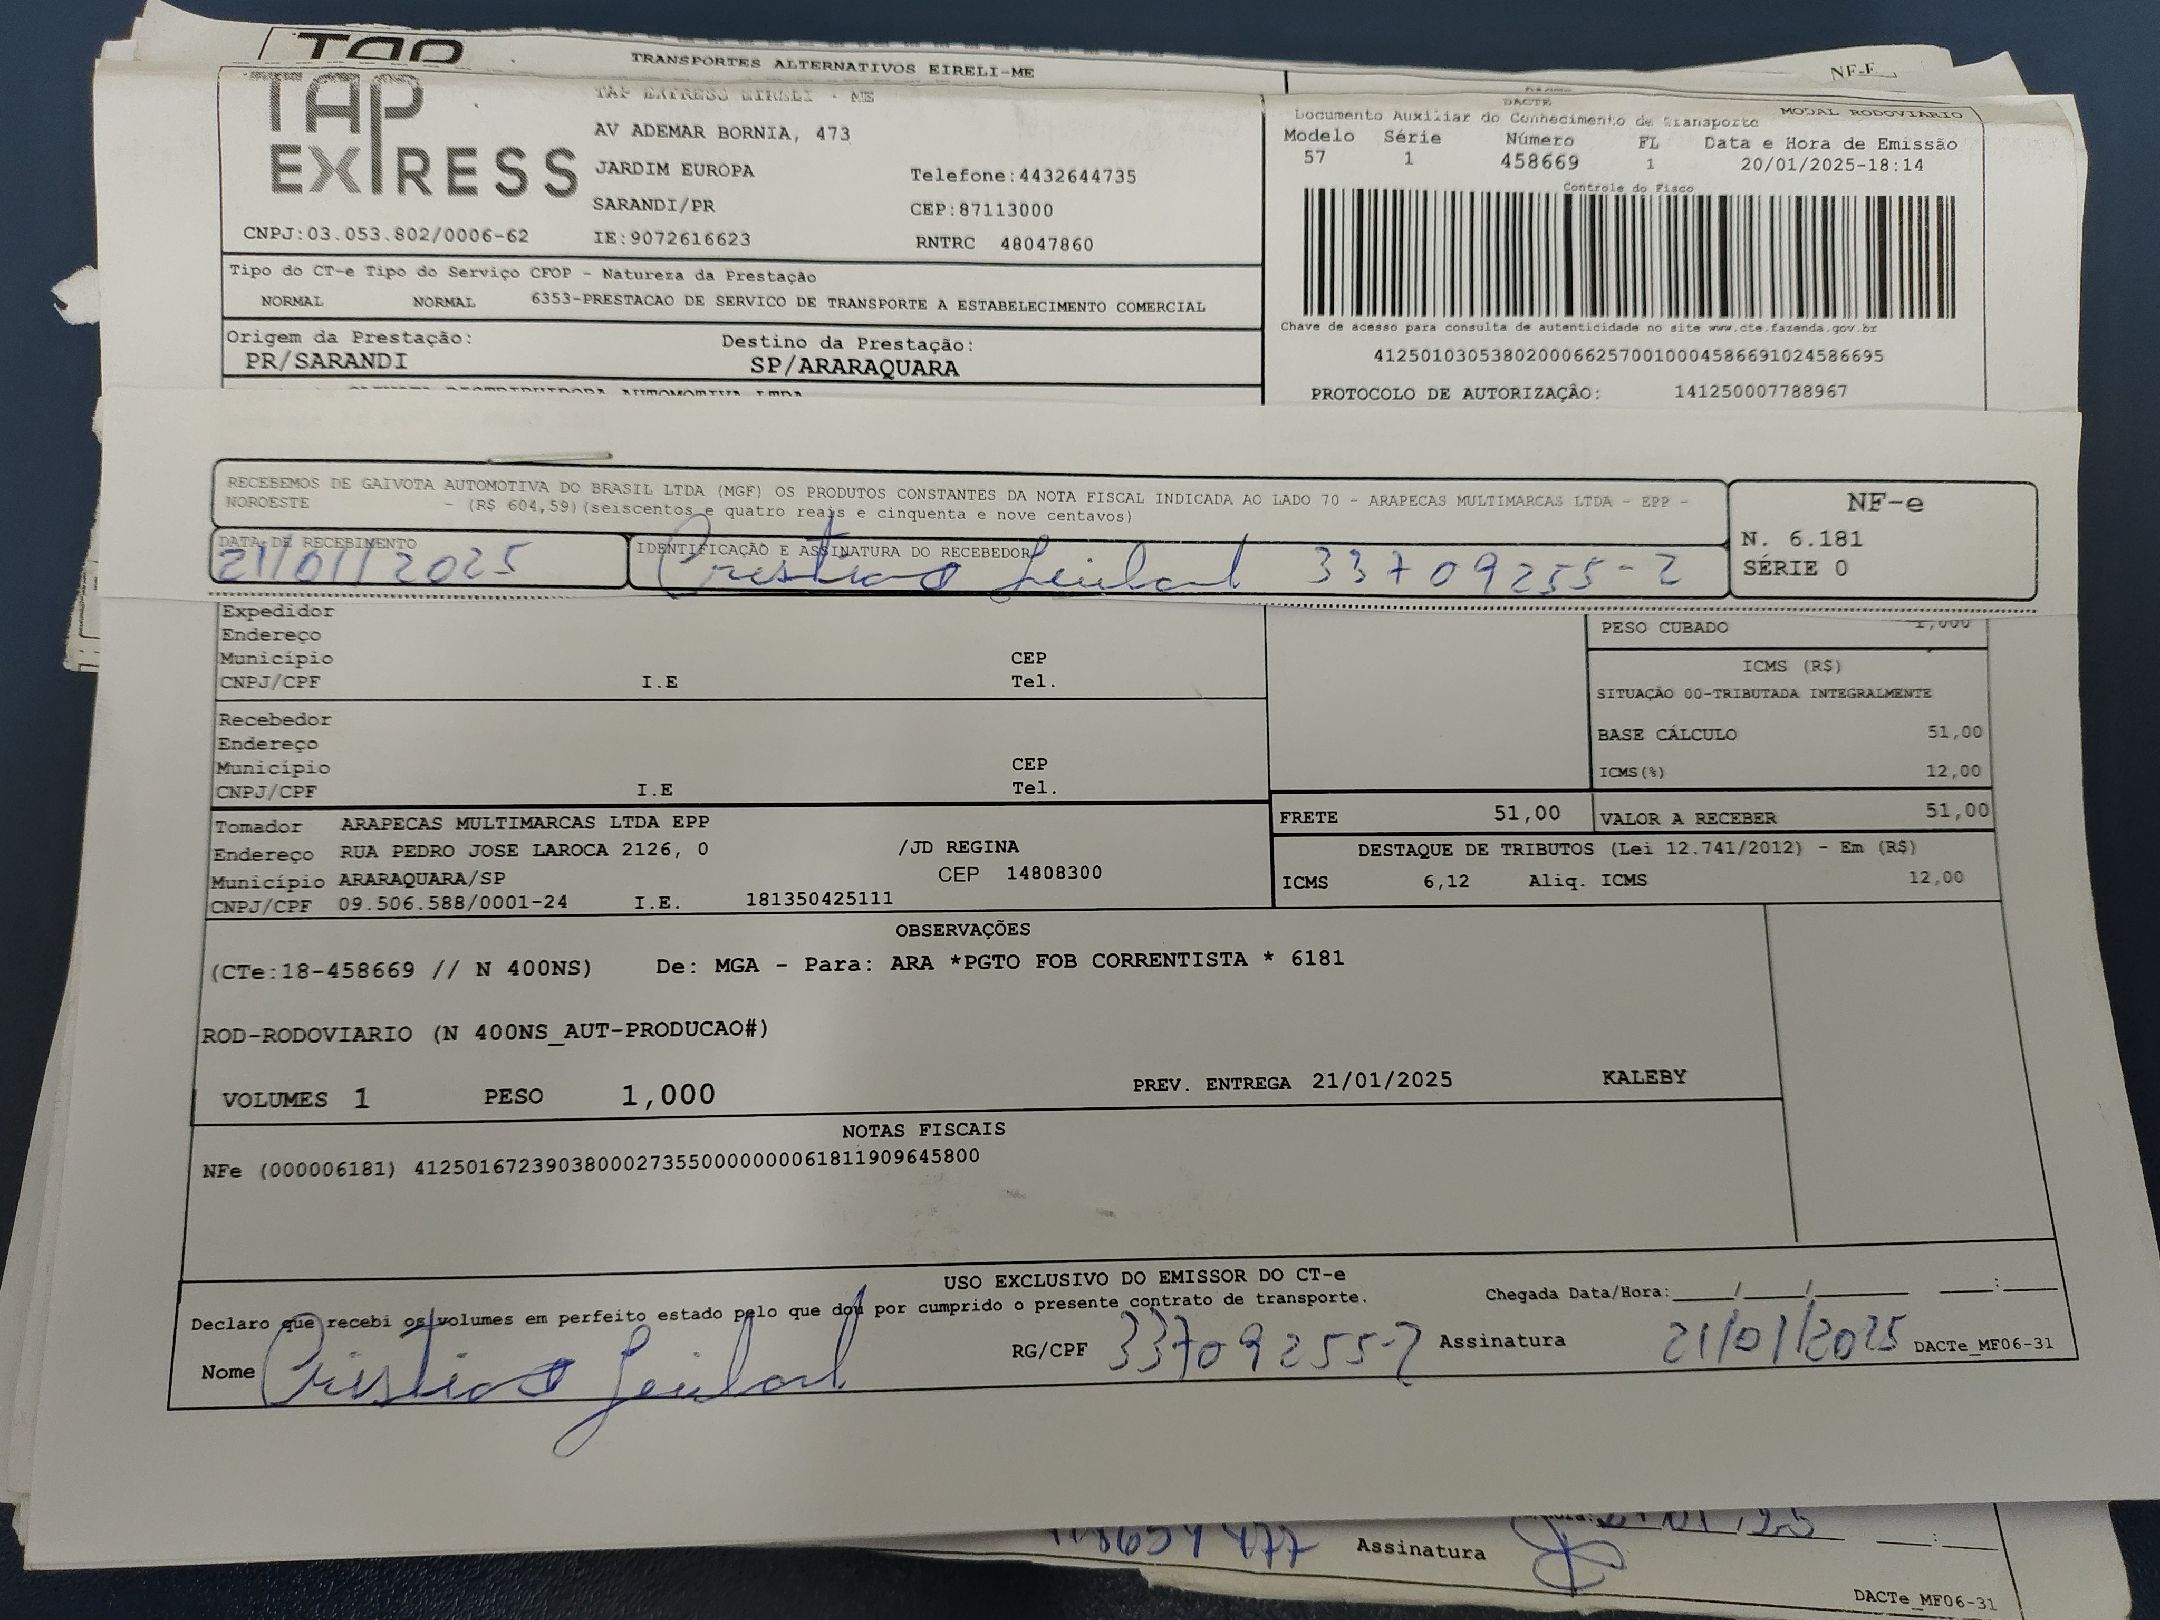 TAP
TRANSPORTES ALTERNATIVOS EIRELI-ME
NF-E
TAP EXPRESS
TAP EXPRESS EIRELI - ME
AV ADEMAR BORNIA, 473
JARDIM EUROPA
Telefone:4432644735
SARANDI/PR
CEP:87113000
CNPJ:03.053.802/0006-62
IE:9072616623
RNTRC 48047860
DACTE
MODAL RODOVIÁRIO
Documento Auxiliar do Conhecimento de Transporte
Modelo Série Número FL Data e Hora de Emissão
57 1 458669 1 20/01/2025-18:14
Controle do Fisco
Tipo do CT-e Tipo do Serviço CFOP - Natureza da Prestação
NORMAL NORMAL 6353-PRESTACAO DE SERVICO DE TRANSPORTE A ESTABELECIMENTO COMERCIAL
Origem da Prestação: Destino da Prestação:
PR/SARANDI SP/ARARAQUARA
Chave de acesso para consulta de autenticidade no site www.cte.fazenda.gov.br
41250103053802000662570010004586691024586695
PROTOCOLO DE AUTORIZAÇÃO: 141250007788967
DISTRIBUIDORA AUTOMOTIVA LTDA
RECEBEMOS DE GAIVOTA AUTOMOTIVA DO BRASIL LTDA (MGF) OS PRODUTOS CONSTANTES DA NOTA FISCAL INDICADA AO LADO 70 - ARAPECAS MULTIMARCAS LTDA - EPP -
NOROESTE - (R$ 604,59)(seiscentos e quatro reais e cinquenta e nove centavos)
NF-e
N. 6.181
SÉRIE 0
DATA DE RECEBIMENTO
21/01/2025
IDENTIFICAÇÃO E ASSINATURA DO RECEBEDOR
33709255-2
Expedidor
Endereço
Município CEP
CNPJ/CPF I.E Tel.
Recebedor
Endereço
Município CEP
CNPJ/CPF I.E Tel.
PESO CUBADO 1,000
ICMS (R$)
SITUAÇÃO 00-TRIBUTADA INTEGRALMENTE
BASE CÁLCULO 51,00
ICMS(%) 12,00
FRETE 51,00 VALOR A RECEBER 51,00
Tomador ARAPECAS MULTIMARCAS LTDA EPP
Endereço RUA PEDRO JOSE LAROCA 2126, 0 /JD REGINA
Município ARARAQUARA/SP CEP 14808300
CNPJ/CPF 09.506.588/0001-24 I.E. 181350425111
DESTAQUE DE TRIBUTOS (Lei 12.741/2012) - Em (R$)
ICMS 6,12 Aliq. ICMS 12,00
OBSERVAÇÕES
(CTe:18-458669 // N 400NS) De: MGA - Para: ARA *PGTO FOB CORRENTISTA * 6181
ROD-RODOVIARIO (N 400NS_AUT-PRODUCAO#)
VOLUMES 1 PESO 1,000 PREV. ENTREGA 21/01/2025 KALEBY
NOTAS FISCAIS
NFe (000006181) 41250167239038000273550000000061811909645800
USO EXCLUSIVO DO EMISSOR DO CT-e
Declaro que recebi os volumes em perfeito estado pelo que dou por cumprido o presente contrato de transporte.
Chegada Data/Hora:____/____/______ ___:____
Nome RG/CPF 33709255-2 Assinatura 21/01/2025 DACTe_MF06-31
Assinatura
DACTe_MF06-31